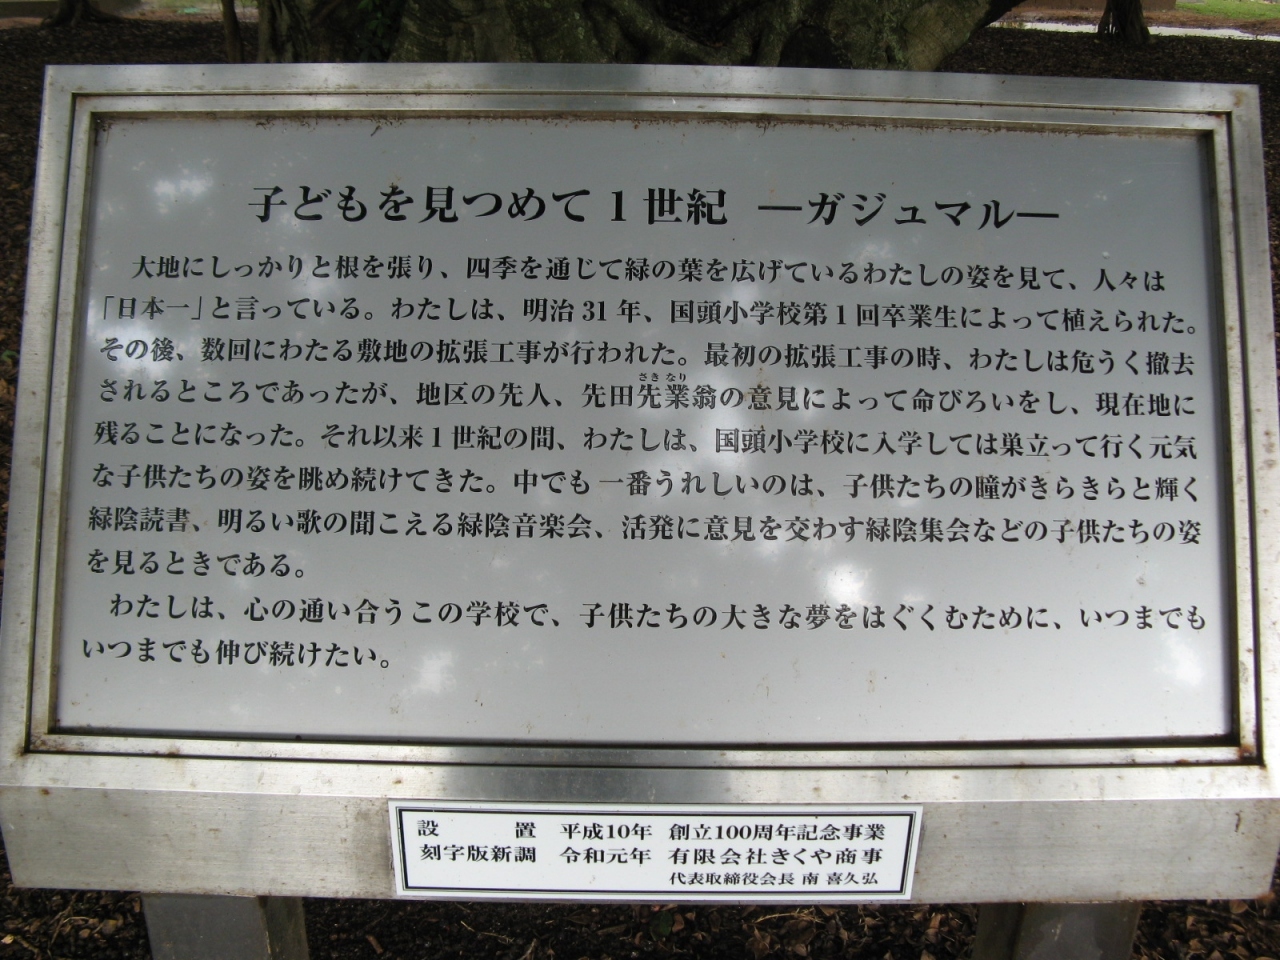 子どもを見つめて1世紀 ―ガジュマル―
大地にしっかりと根を張り、四季を通じて緑の葉を広げているわたしの姿を見て、人々は
「日本一」と言っている。わたしは、明治31年、国頭小学校第1回卒業生によって植えられた。
その後、数回にわたる敷地の拡張工事が行われた。最初の拡張工事の時、わたしは危うく撤去
さき なり
されるところであったが、地区の先人、先田先業翁の意見によって命びろいをし、現在地に
残ることになった。それ以来1世紀の間、わたしは、国頭小学校に入学しては巣立って行く元気
な子供たちの姿を眺め続けてきた。中でも一番うれしいのは、子供たちの瞳がきらきらと輝く
緑陰読書、明るい歌の聞こえる緑陰音楽会、活発に意見を交わす緑陰集会などの子供たちの姿
を見るときである。
わたしは、心の通い合うこの学校で、子供たちの大きな夢をはぐくむために、いつまでも
いつまでも伸び続けたい。
設 置 平成10年 創立100周年記念事業
刻字版新調 令和元年 有限会社きくや商事
代表取締役会長 南 喜久弘